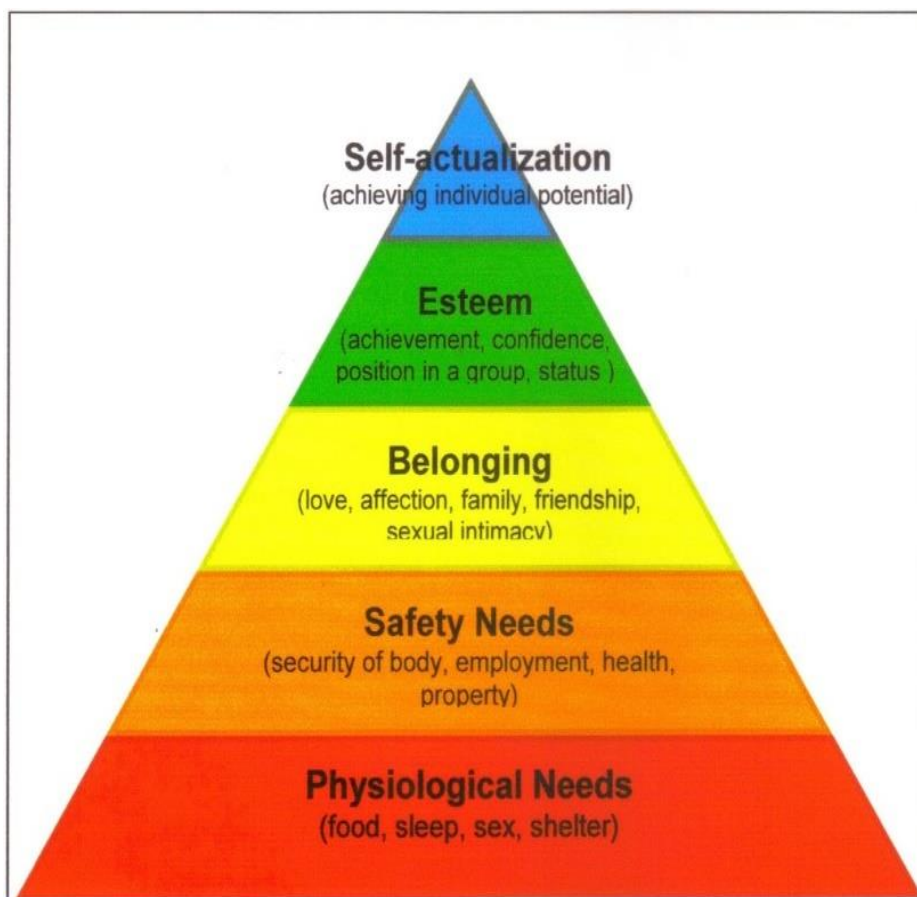 Self-actualization
(achieving individual potential)
Esteem
(achievement, confidence,
position in a group, status )
Belonging
(love, affection, family, friendship,
sexual intimacy)
Safety Needs
(security of body, employment, health,
property)
Physiological Needs
(food, sleep, sex, shelter)